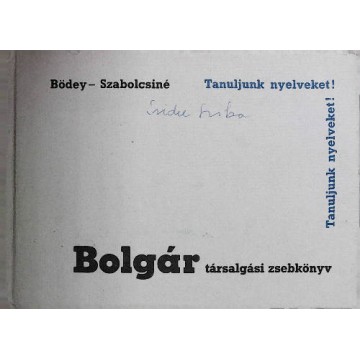 Bödey – Szabolcsiné
Tanuljunk nyelveket!
Tanuljunk nyelveket!
Bolgár társalgási zsebkönyv